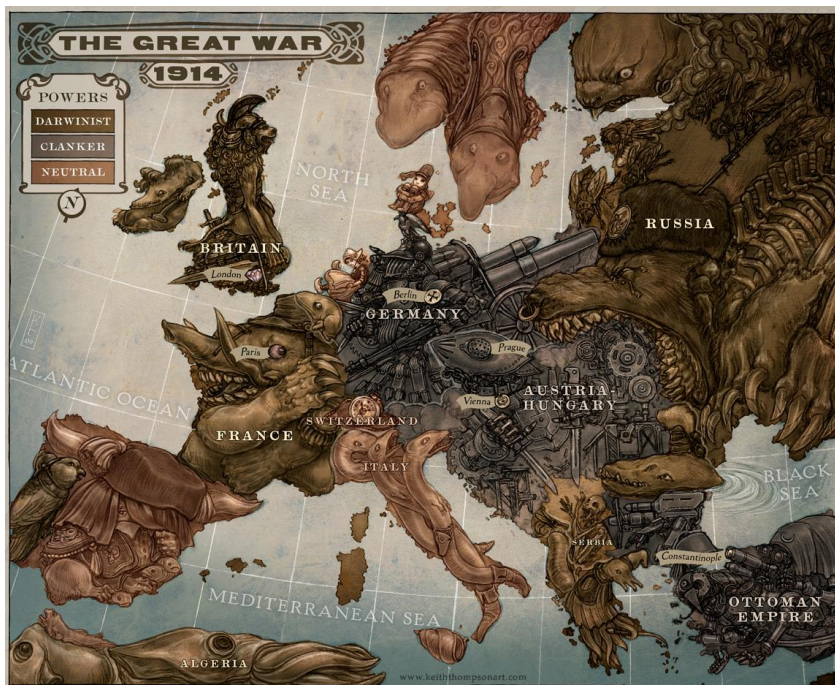 THE GREAT WAR
1914
POWERS
DARWINIST
CLANKER
NEUTRAL
N
NORTH
SEA
RUSSIA
BRITAIN
London
Berlin
GERMANY
Paris
Prague
ATLANTIC OCEAN
Vienna
AUSTRIA-
HUNGARY
SWITZERLAND
FRANCE
ITALY
BLACK
SEA
SERBIA
Constantinople
MEDITERRANEAN SEA
OTTOMAN
EMPIRE
ALGERIA
www.keiththompsonart.com